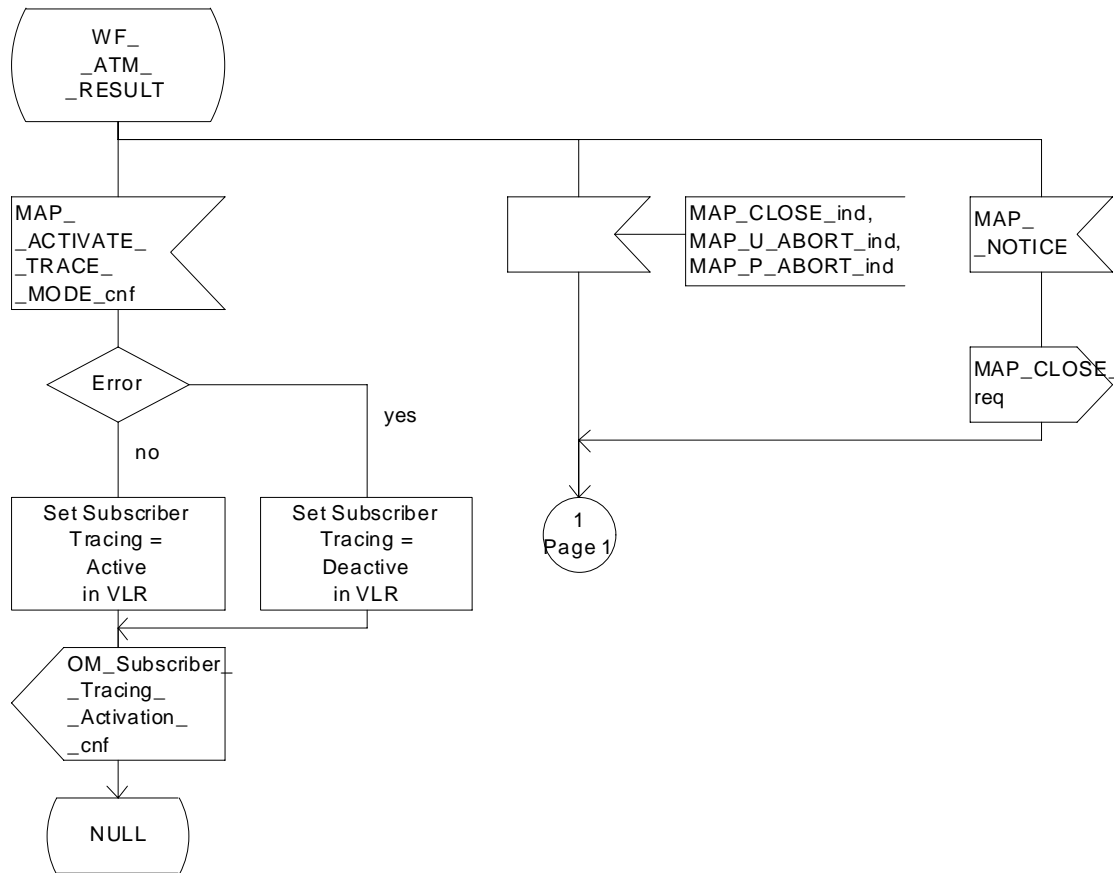 WF_
_ATM_
_RESULT
MAP_
_ACTIVATE_
_TRACE_
_MODE_cnf
MAP_CLOSE_ind,
MAP_U_ABORT_ind,
MAP_P_ABORT_ind
MAP_
_NOTICE
Error
yes
no
MAP_CLOSE_
req
Set Subscriber
Tracing =
Active
in VLR
Set Subscriber
Tracing =
Deactive
in VLR
1
Page 1
OM_Subscriber_
_Tracing_
_Activation_
_cnf
NULL